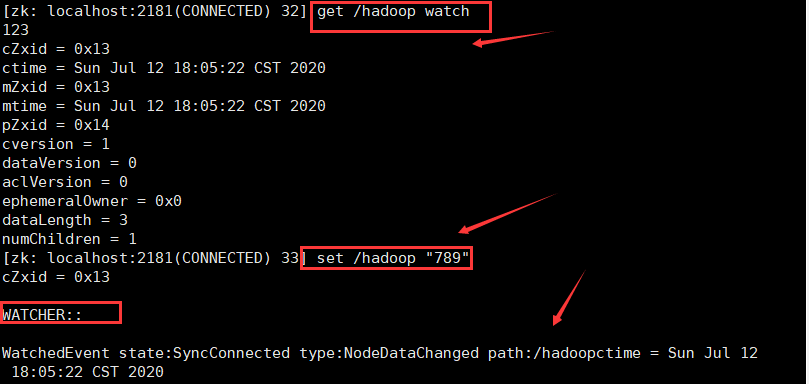 [zk: localhost:2181(CONNECTED) 32] get /hadoop watch
123
cZxid = 0x13
ctime = Sun Jul 12 18:05:22 CST 2020
mZxid = 0x13
mtime = Sun Jul 12 18:05:22 CST 2020
pZxid = 0x14
cversion = 1
dataVersion = 0
aclVersion = 0
ephemeralOwner = 0x0
dataLength = 3
numChildren = 1
[zk: localhost:2181(CONNECTED) 33] set /hadoop "789"
cZxid = 0x13
WATCHER::
WatchedEvent state:SyncConnected type:NodeDataChanged path:/hadoopctime = Sun Jul 12
18:05:22 CST 2020